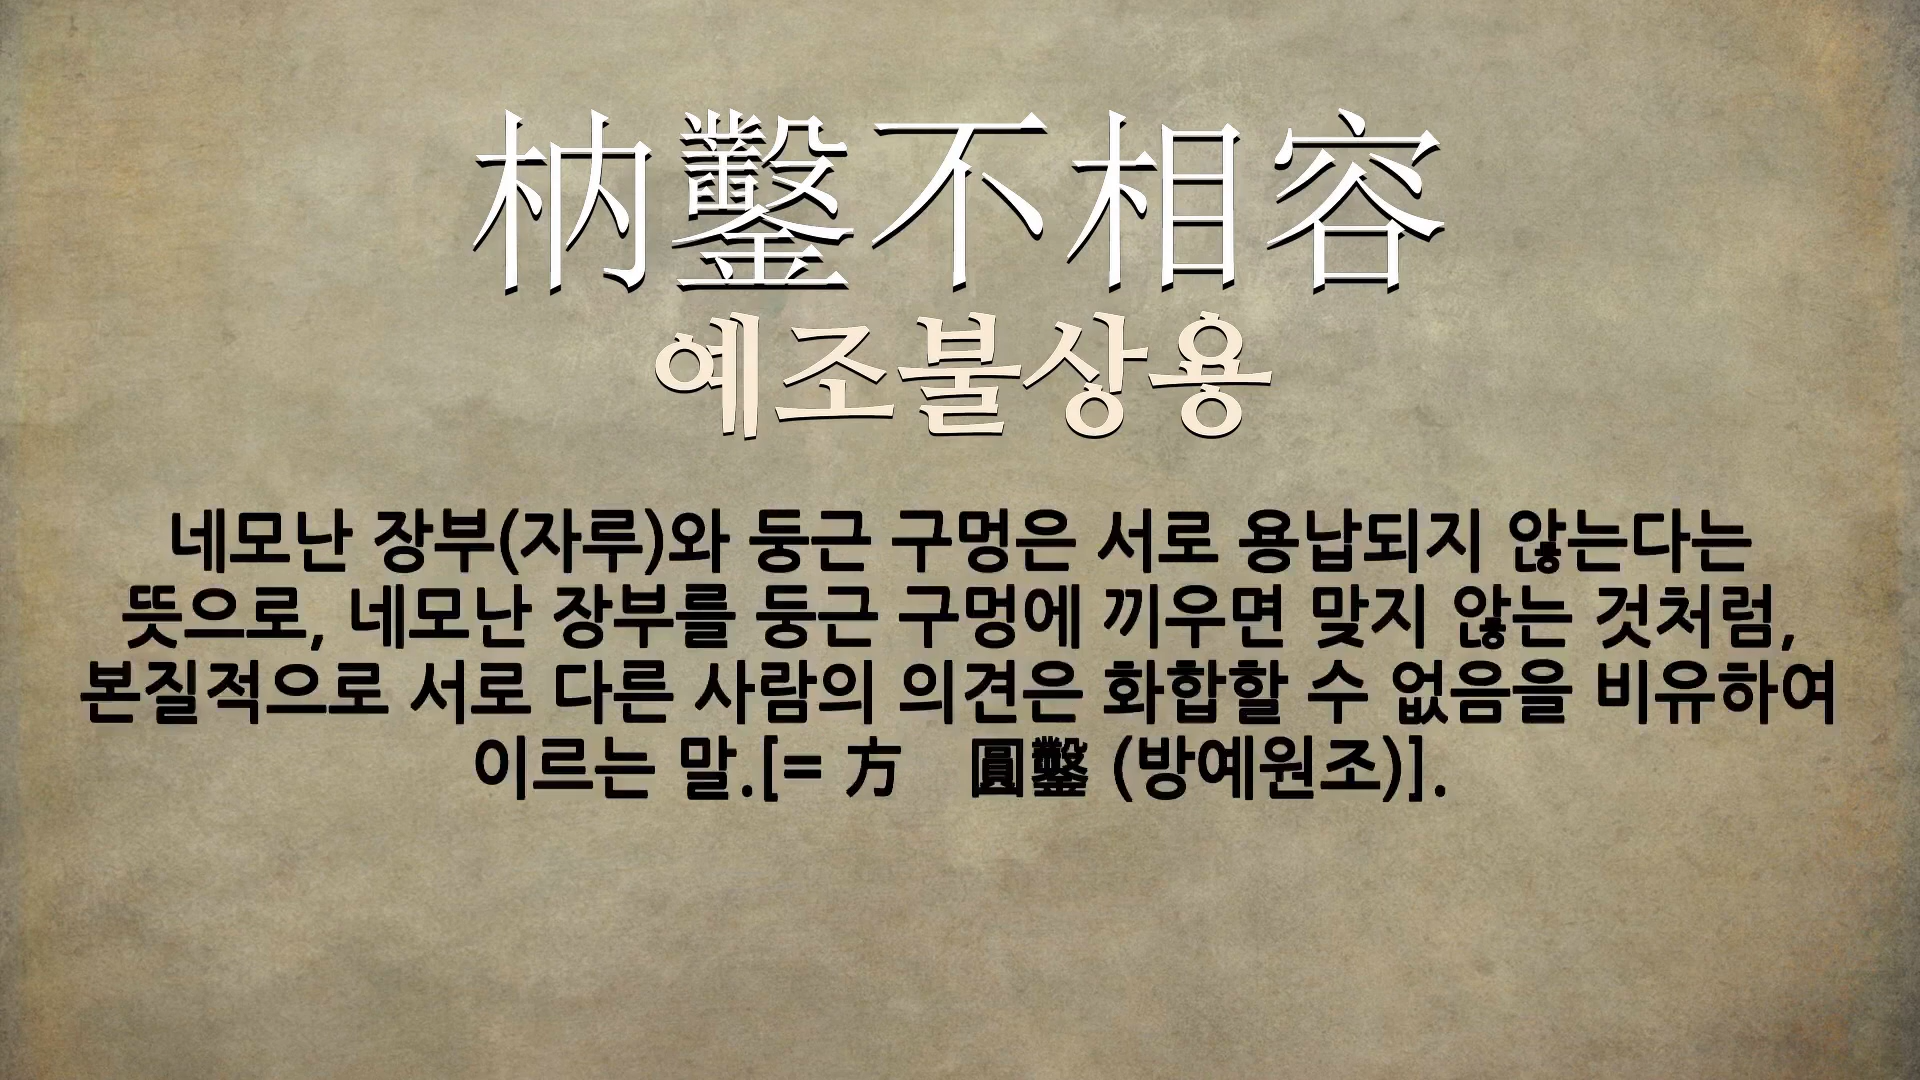 枘鑿不相容
예조불상용
네모난 장부(자루)와 둥근 구멍은 서로 용납되지 않는다는
뜻으로, 네모난 장부를 둥근 구멍에 끼우면 맞지 않는 것처럼,
본질적으로 서로 다른 사람의 의견은 화합할 수 없음을 비유하여
이르는 말.[= 方　圓鑿 (방예원조)].